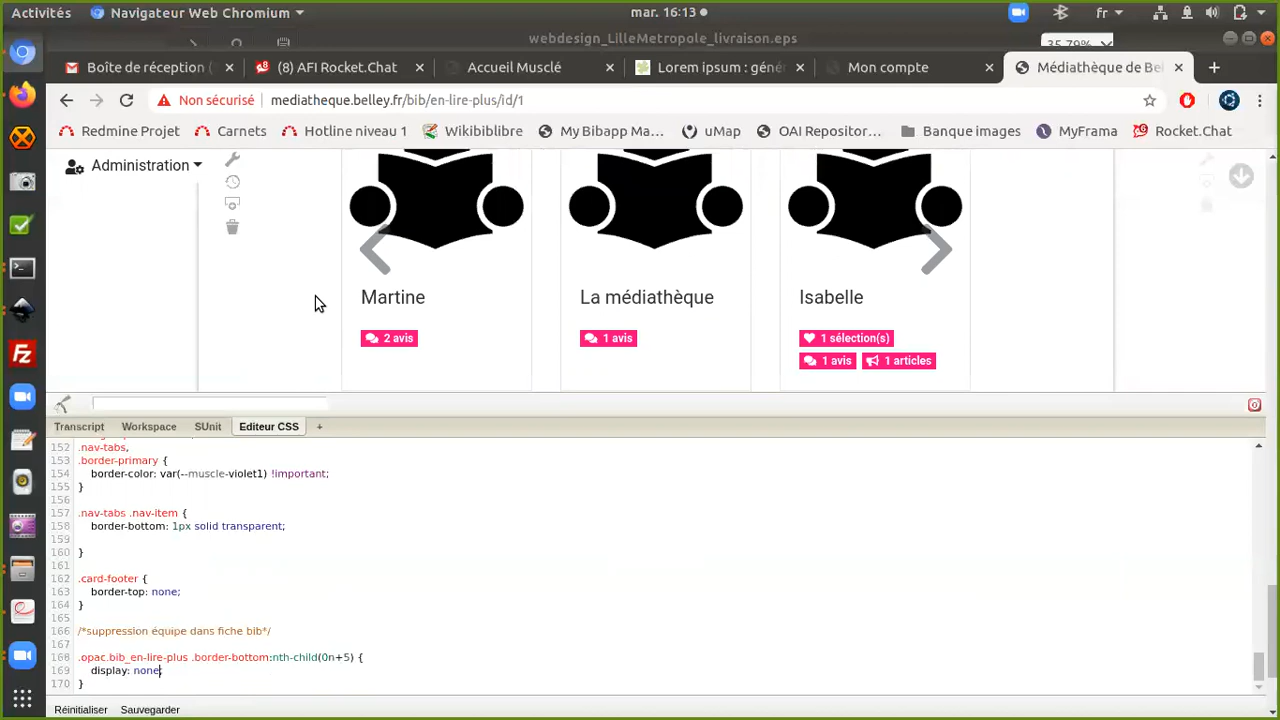 Activités Navigateur Web Chromium mar. 16:13 fr
webdesign_LilleMetropole_livraison.eps 35,79%
Boîte de réception ( (8) AFI Rocket.Chat Accueil Musclé Lorem ipsum : géné Mon compte Médiathèque de Bel
Non sécurisé mediatheque.belley.fr/bib/en-lire-plus/id/1
Redmine Projet Carnets Hotline niveau 1 Wikibiblibre My Bibapp Ma... uMap OAI Repositor... Banque images MyFrama Rocket.Chat
Administration
Martine La médiathèque Isabelle
2 avis 1 avis 1 sélection(s)
1 avis 1 articles
Transcript Workspace SUnit Editeur CSS +
152 .nav-tabs,
153 .border-primary {
154 border-color: var(--muscle-violet1) !important;
155 }
156
157 .nav-tabs .nav-item {
158 border-bottom: 1px solid transparent;
159
160 }
161
162 .card-footer {
163 border-top: none;
164 }
165
166 /*suppression équipe dans fiche bib*/
167
168 .opac.bib_en-lire-plus .border-bottom:nth-child(0n+5) {
169 display: none;
170 }
Réinitialiser Sauvegarder